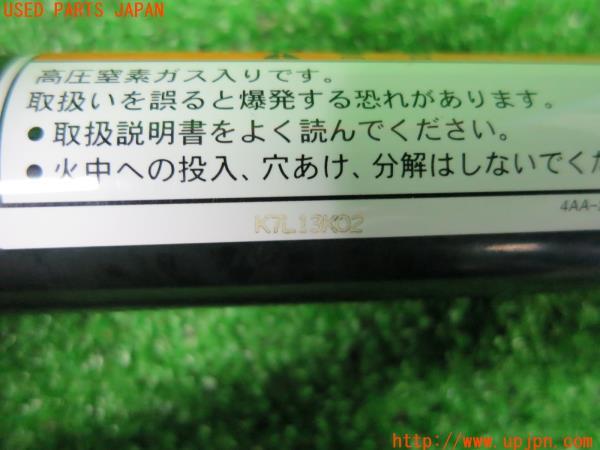 USED PARTS JAPAN
高圧窒素ガス入りです。
取扱いを誤ると爆発する恐れがあります。
●取扱説明書をよく読んでください。
●火中への投入、穴あけ、分解はしないでくだ
4AA-
K7L13K02
http://www.upjpn.com/